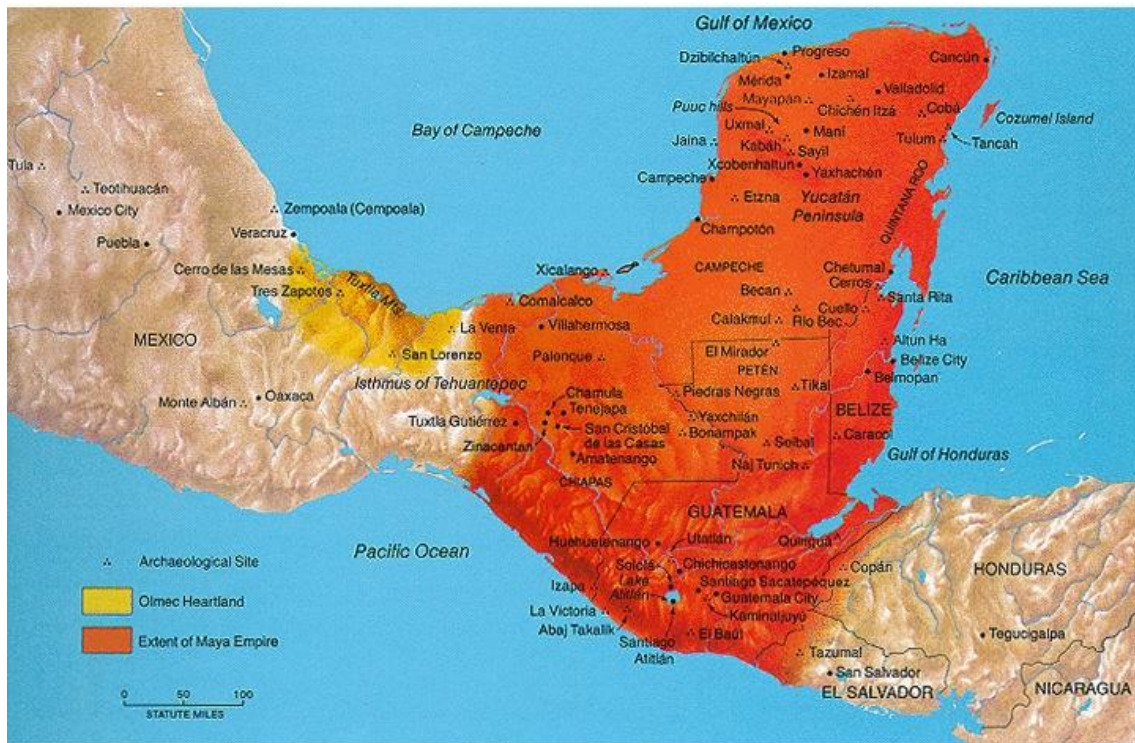 Gulf of Mexico
Progreso
Dzibilchaltún
Cancún
Mérida
Izamal
Valladolid
Mayapán
Chichén Itzá
Cobá
Puuc hills
Cozumel Island
Bay of Campeche
Uxmal
Maní
Jaina
Kabáh
Tulum
Tancah
Sayil
Tula
Xcobenhaltun
Yaxhachén
Campeche
Teotihuacán
Etzna
Yucatán
Peninsula
QUINTANA ROO
Mexico City
Zempoala (Cempoala)
Champotón
Veracruz
Puebla
Cerro de las Mesas
Xicalango
CAMPECHE
Chetumal
Caribbean Sea
Cerros
Tres Zapotos
Tuxtla Mts.
Becan
Santa Rita
Comalcalco
Cuello
La Venta
Villahermosa
Calakmul
Rio Bec
MEXICO
Altun Ha
San Lorenzo
Palenque
El Mirador
Belize City
PETÉN
Belmopan
Isthmus of Tehuantepec
Piedras Negras
Tikal
Monte Albán
Oaxaca
Chamula
Tenejapa
Yaxchilán
BELIZE
Tuxtla Gutiérrez
San Cristóbal
de las Casas
Bonampak
Caracol
Zinacantan
Seibal
Amatenango
Naj Tunich
Gulf of Honduras
CHIAPAS
GUATEMALA
Pacific Ocean
Huehuetenango
Utatlán
Quiriguá
Archaeological Site
Sololá
Chichicastenango
Copán
HONDURAS
Lake
Atitlán
Santiago Sacatepéquez
Izapa
Guatemala City
Olmec Heartland
La Victoria
Kaminaljuyú
Abaj Takalik
Extent of Maya Empire
Santiago
Atitlán
El Baúl
Tegucigalpa
Tazumal
San Salvador
EL SALVADOR
NICARAGUA
0 50 100
STATUTE MILES